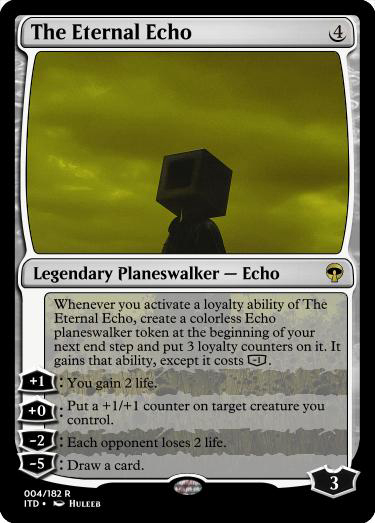 The Eternal Echo 4
Legendary Planeswalker — Echo
Whenever you activate a loyalty ability of The
Eternal Echo, create a colorless Echo
planeswalker token at the beginning of your
next end step and put 3 loyalty counters on it. It
gains that ability, except it costs -1.
+1 : You gain 2 life.
+0 : Put a +1/+1 counter on target creature you
control.
-2 : Each opponent loses 2 life.
-5 : Draw a card.
3
004/182 R
ITD • Huleeb